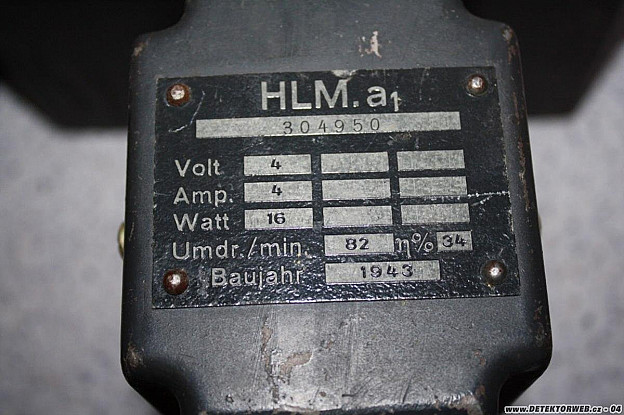 HLM. a1
304950
Volt 4
Amp. 4
Watt 16
Umdr./min. 82 η% 34
Baujahr 1943
www.DETEKTORWEB.cz - 04